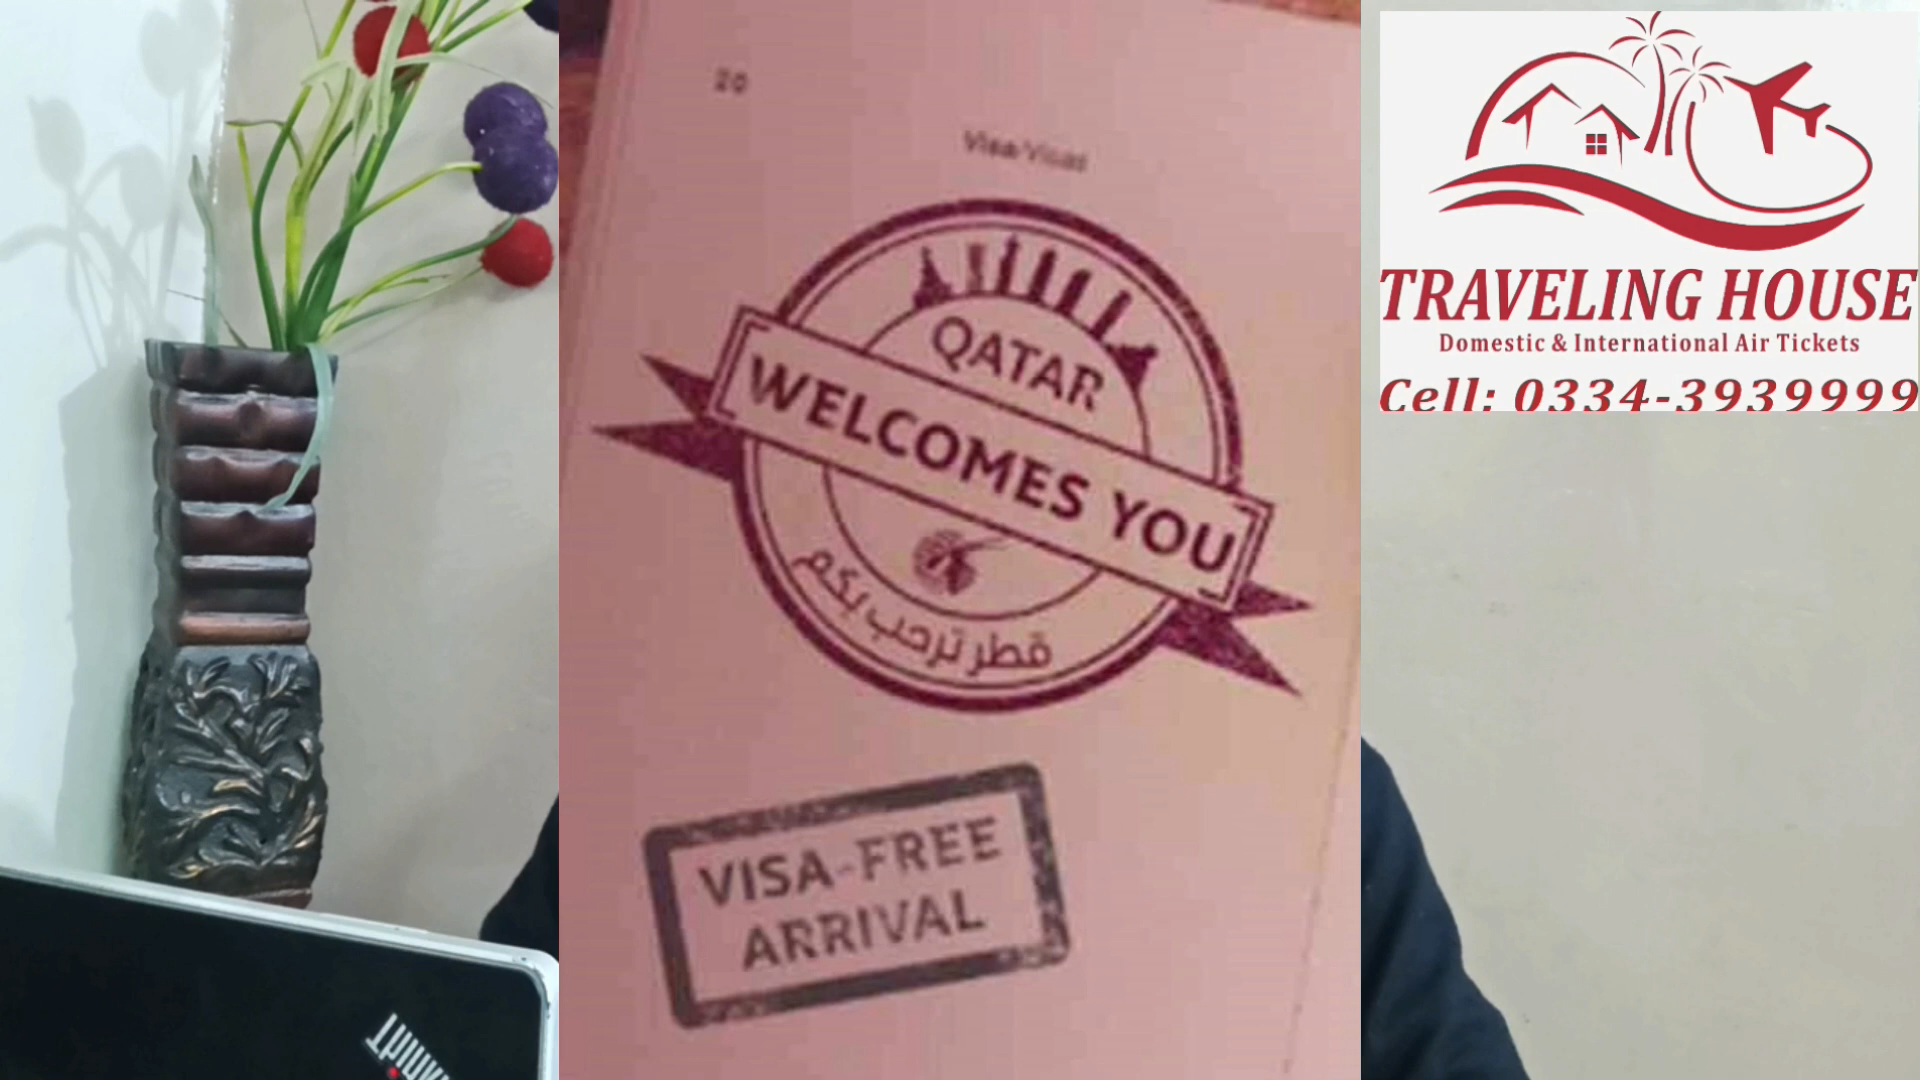 20
Visa/Visas
QATAR
WELCOMES YOU
قطر ترحب بكم
VISA-FREE
ARRIVAL
TRAVELING HOUSE
Domestic & International Air Tickets
Cell: 0334-3939999